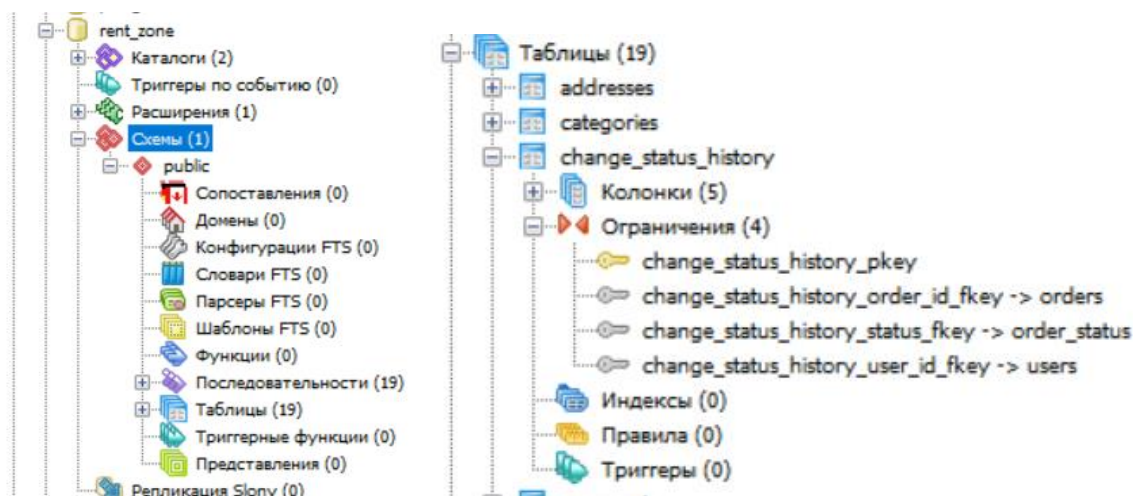 rent_zone
Каталоги (2)
Триггеры по событию (0)
Расширения (1)
Схемы (1)
public
Сопоставления (0)
Домены (0)
Конфигурации FTS (0)
Словари FTS (0)
Парсеры FTS (0)
Шаблоны FTS (0)
Функции (0)
Последовательности (19)
Таблицы (19)
Триггерные функции (0)
Представления (0)
Репликация Slony (0)
Таблицы (19)
addresses
categories
change_status_history
Колонки (5)
Ограничения (4)
change_status_history_pkey
change_status_history_order_id_fkey -> orders
change_status_history_status_fkey -> order_status
change_status_history_user_id_fkey -> users
Индексы (0)
Правила (0)
Триггеры (0)